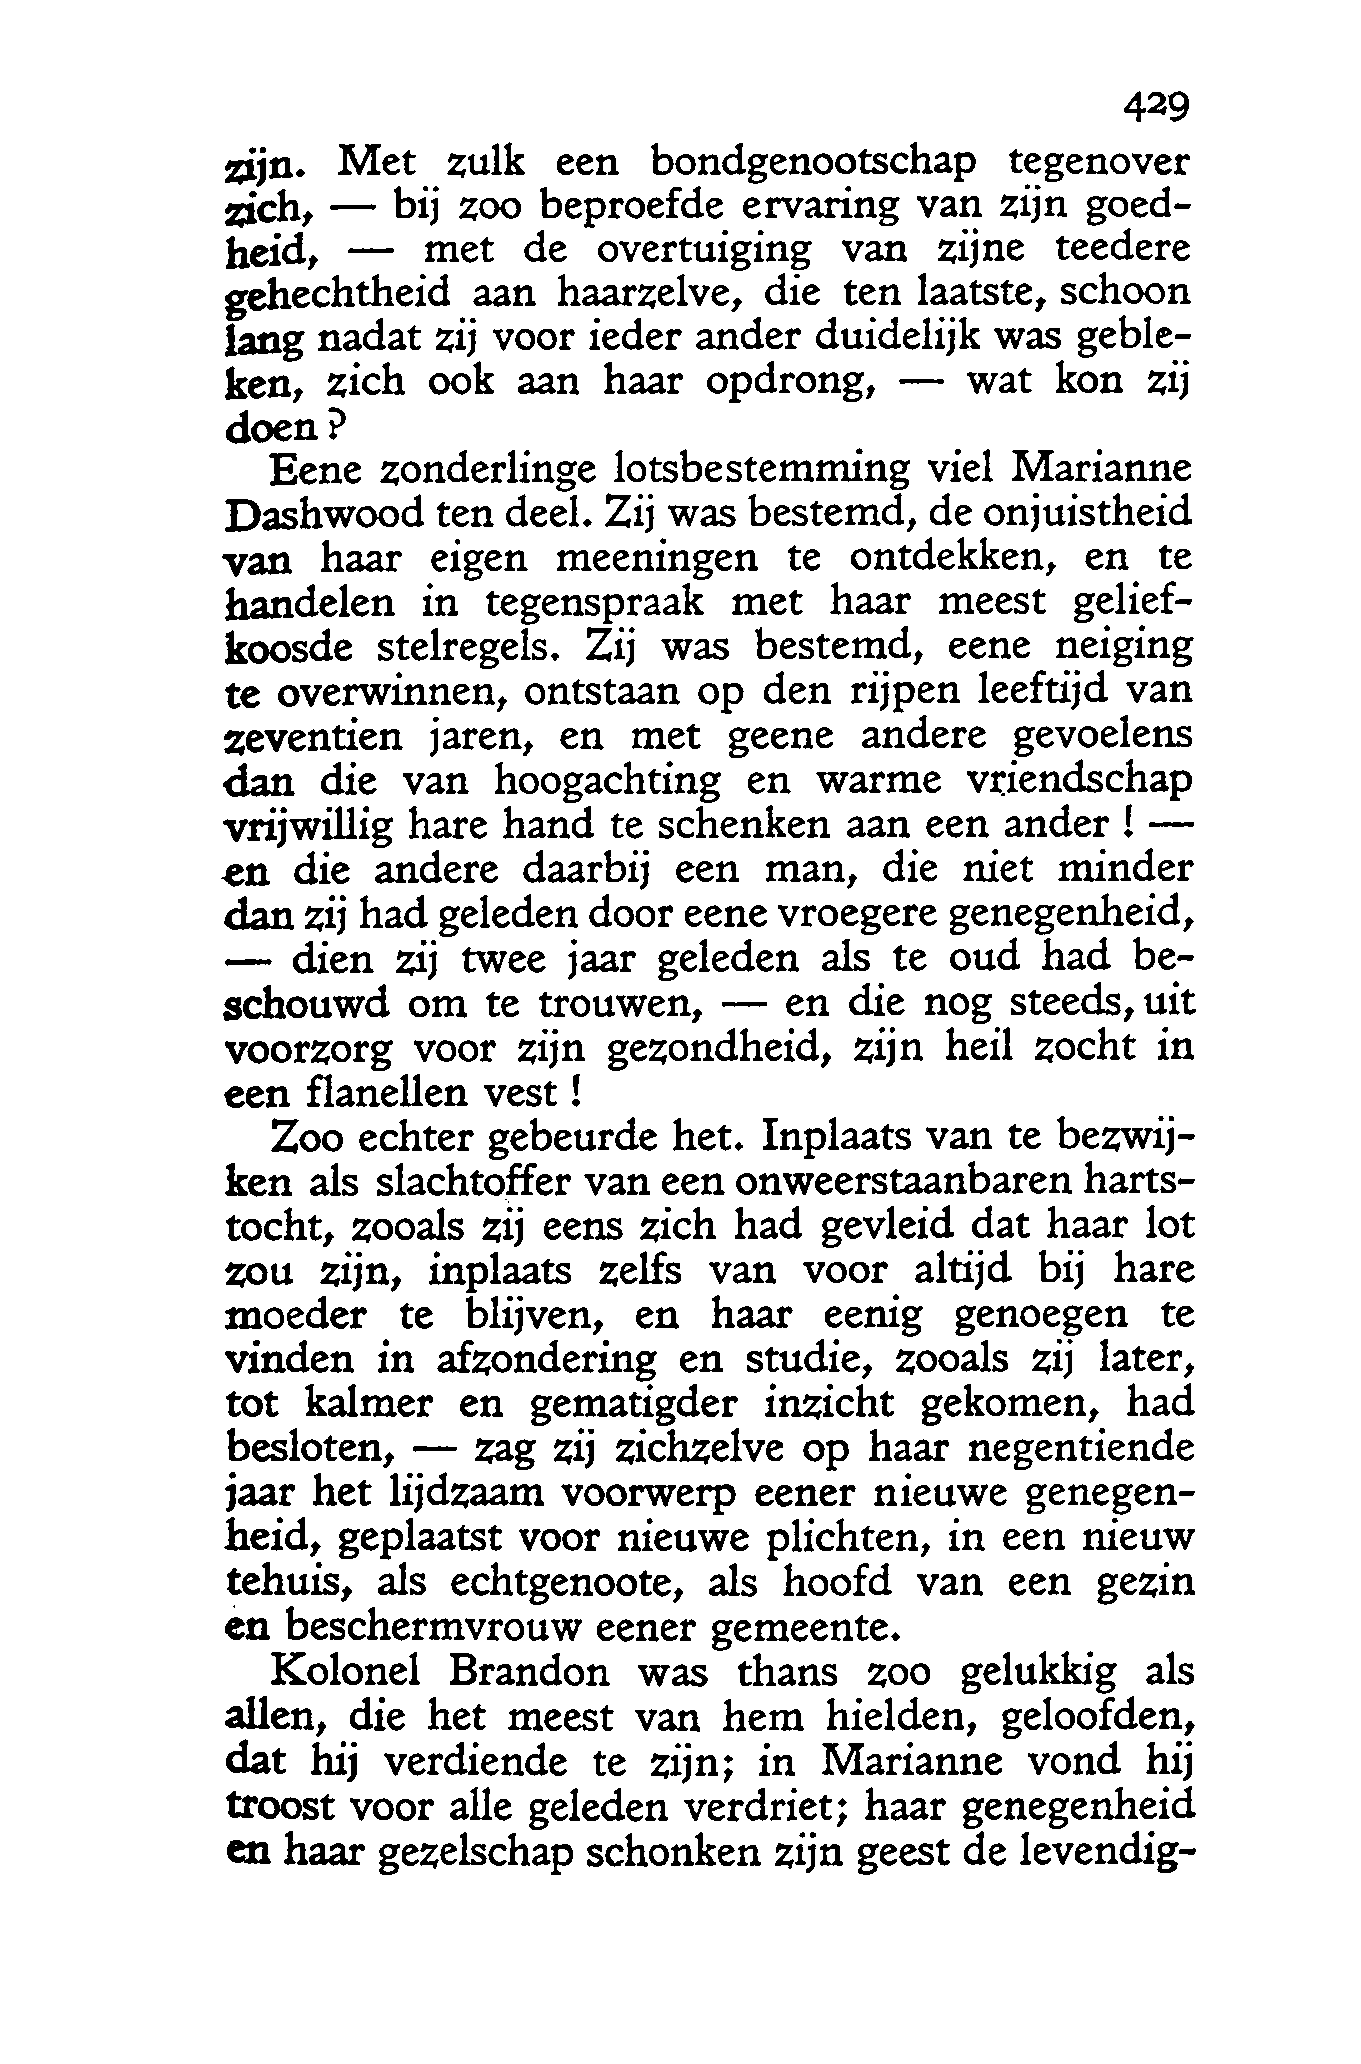 429
zijn. Met zulk een bondgenootschap tegenover
zich, — bij zoo beproefde ervaring van zijn goed-
heid, — met de overtuiging van zijne teedere
gehechtheid aan haarzelve, die ten laatste, schoon
lang nadat zij voor ieder ander duidelijk was geble-
ken, zich ook aan haar opdrong, — wat kon zij
doen ?
Eene zonderlinge lotsbestemming viel Marianne
Dashwood ten deel. Zij was bestemd, de onjuistheid
van haar eigen meeningen te ontdekken, en te
handelen in tegenspraak met haar meest gelief-
koosde stelregels. Zij was bestemd, eene neiging
te overwinnen, ontstaan op den rijpen leeftijd van
zeventien jaren, en met geene andere gevoelens
dan die van hoogachting en warme vriendschap
vrijwillig hare hand te schenken aan een ander ! —
en die andere daarbij een man, die niet minder
dan zij had geleden door eene vroegere genegenheid,
— dien zij twee jaar geleden als te oud had be-
schouwd om te trouwen, — en die nog steeds, uit
voorzorg voor zijn gezondheid, zijn heil zocht in
een flanellen vest !
Zoo echter gebeurde het. Inplaats van te bezwij-
ken als slachtoffer van een onweerstaanbaren harts-
tocht, zooals zij eens zich had gevleid dat haar lot
zou zijn, inplaats zelfs van voor altijd bij hare
moeder te blijven, en haar eenig genoegen te
vinden in afzondering en studie, zooals zij later,
tot kalmer en gematigder inzicht gekomen, had
besloten, — zag zij zichzelve op haar negentiende
jaar het lijdzaam voorwerp eener nieuwe genegen-
heid, geplaatst voor nieuwe plichten, in een nieuw
tehuis, als echtgenoote, als hoofd van een gezin
en beschermvrouw eener gemeente.
Kolonel Brandon was thans zoo gelukkig als
allen, die het meest van hem hielden, geloofden,
dat hij verdiende te zijn; in Marianne vond hij
troost voor alle geleden verdriet; haar genegenheid
en haar gezelschap schonken zijn geest de levendig-